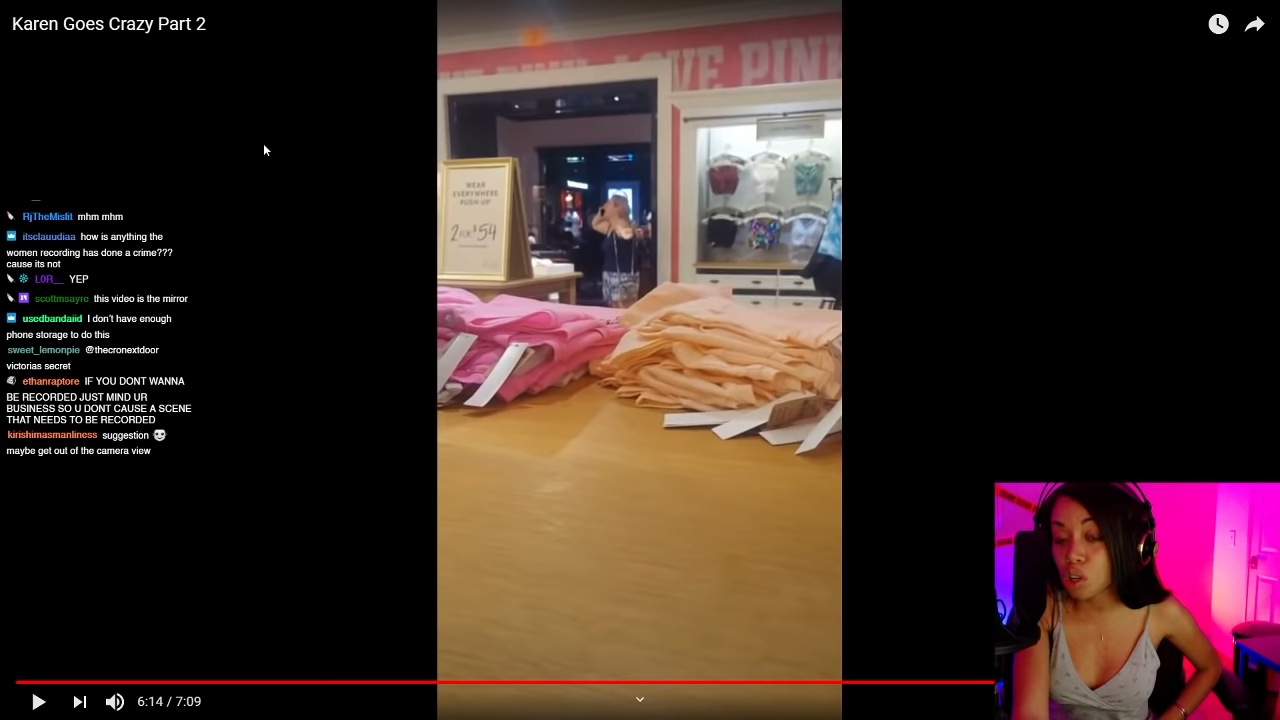 Karen Goes Crazy Part 2
LOVE PINK
WEAR
EVERYWHERE
PUSH-UP
2 FOR $54
RjTheMisfit mhm mhm
itsclauudiaa how is anything the
women recording has done a crime???
cause its not
L0R__ YEP
scottmsayre this video is the mirror
usedbandaiid I don't have enough
phone storage to do this
sweet_lemonpie @thecronextdoor
victorias secret
ethanraptore IF YOU DONT WANNA
BE RECORDED JUST MIND UR
BUSINESS SO U DONT CAUSE A SCENE
THAT NEEDS TO BE RECORDED
kirishimasmanliness suggestion
maybe get out of the camera view
6:14 / 7:09